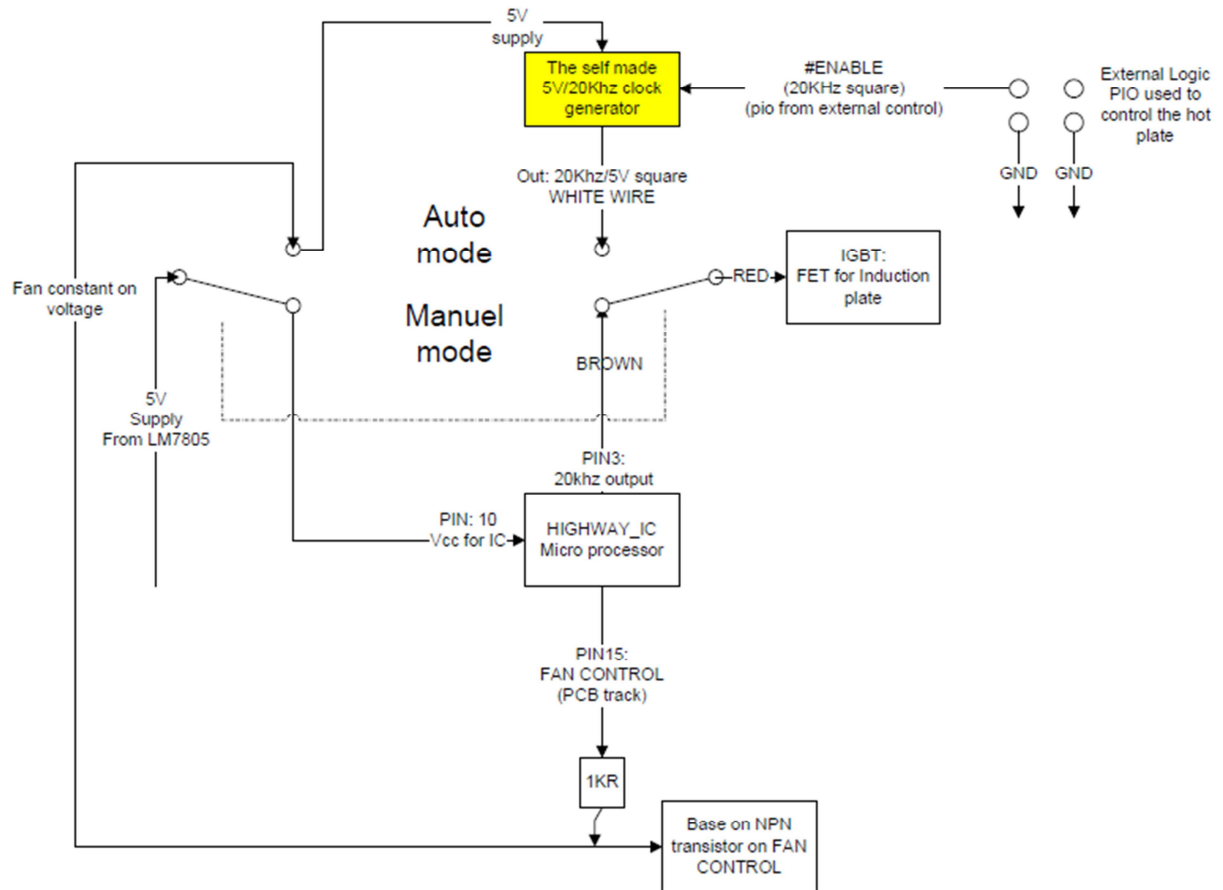 5V
supply
The self made
5V/20Khz clock
generator
#ENABLE
(20KHz square)
(pio from external control)
External Logic
PIO used to
control the hot
plate
GND
GND
Out: 20Khz/5V square
WHITE WIRE
Auto
mode
Manuel
mode
Fan constant on
voltage
RED
IGBT:
FET for Induction
plate
BROWN
5V
Supply
From LM7805
PIN3:
20khz output
PIN: 10
Vcc for IC
HIGHWAY_IC
Micro processor
PIN15:
FAN CONTROL
(PCB track)
1KR
Base on NPN
transistor on FAN
CONTROL